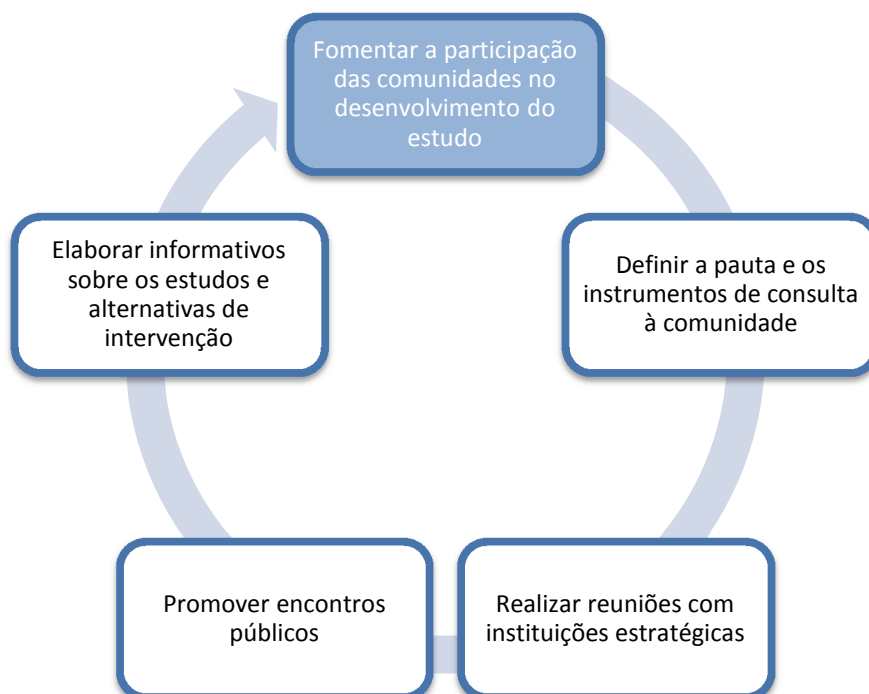 Fomentar a participação
das comunidades no
desenvolvimento do
estudo
Definir a pauta e os
instrumentos de consulta
à comunidade
Realizar reuniões com
instituições estratégicas
Promover encontros
públicos
Elaborar informativos
sobre os estudos e
alternativas de
intervenção